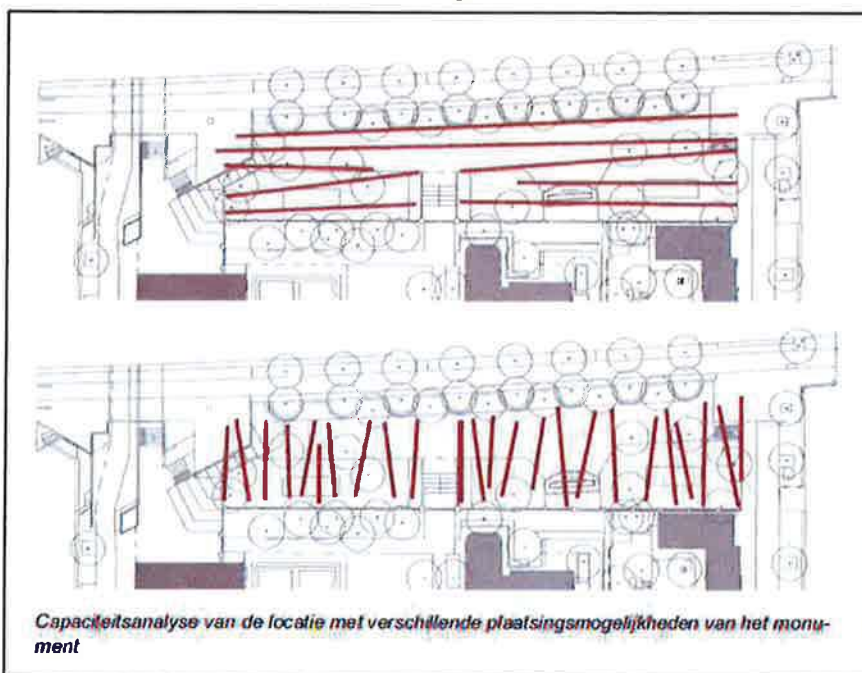 Capaciteitsanalyse van de locatie met verschillende plaatsingsmogelijkheden van het monu-
ment